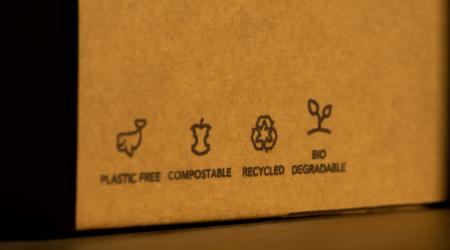 PLASTIC FREE
COMPOSTABLE
RECYCLED
BIO
DEGRADABLE